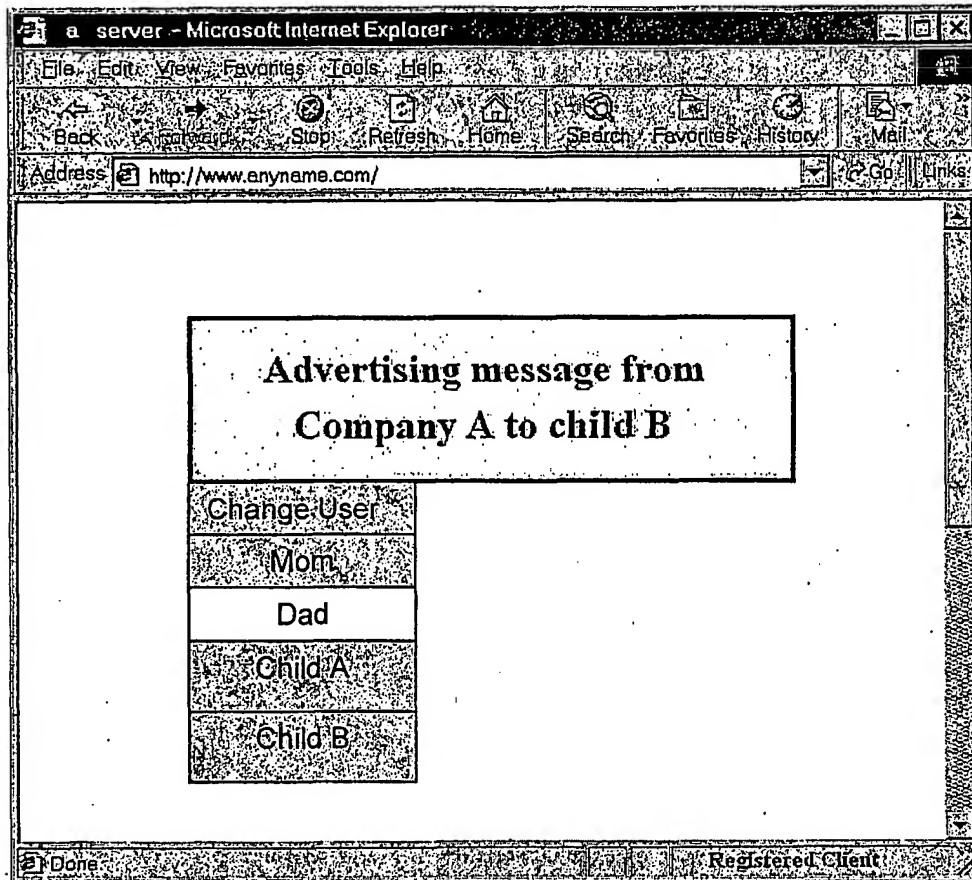 a server - Microsoft Internet Explorer
File Edit View Favorites Tools Help
Back Forward Stop Refresh Home Search Favorites History Mail
Address http://www.anyname.com/ Go Links
Advertising message from
Company A to child B
Change User
Mom
Dad
Child A
Child B
Done Registered Client